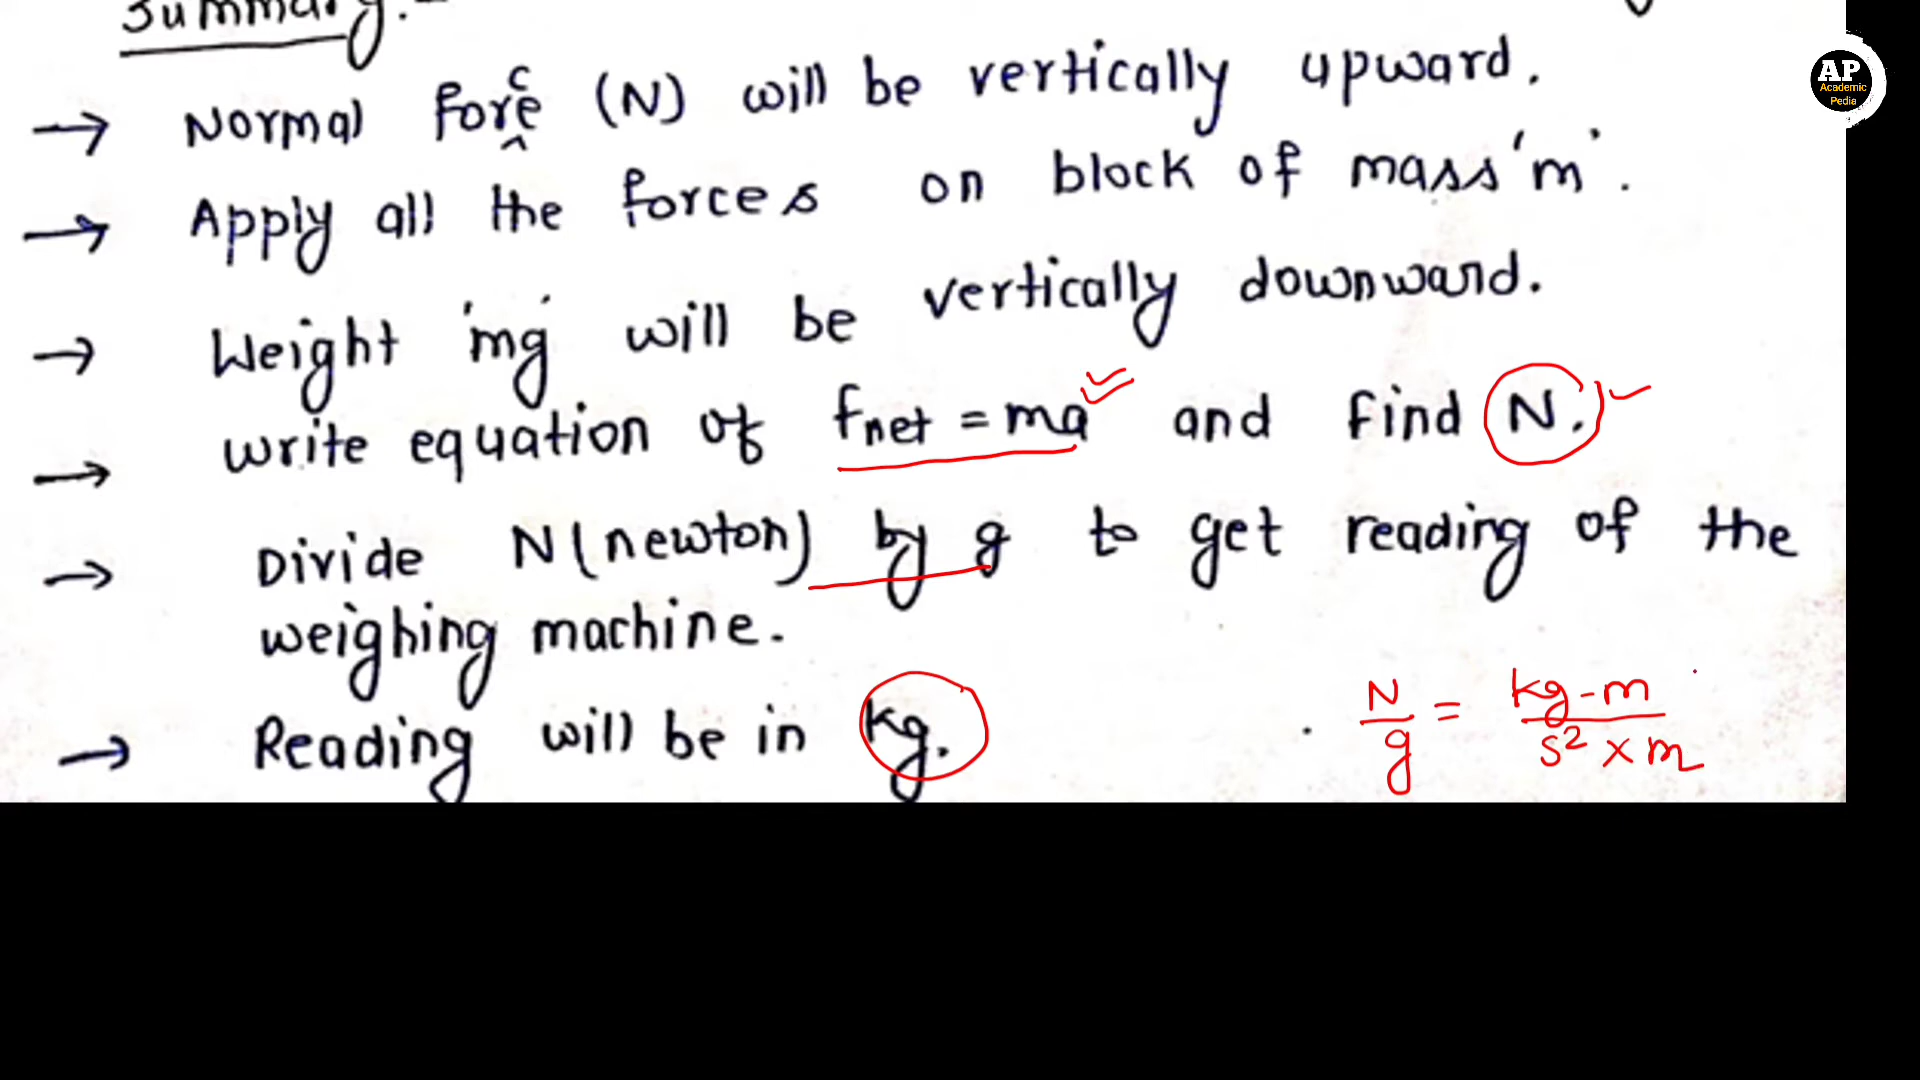 Summary:-
→ Normal Force (N) will be vertically upward.
→ Apply all the forces on block of mass 'm'.
→ Weight 'mg' will be vertically downward.
→ write equation of Fnet = ma and find N.
→ Divide N(newton) by g to get reading of the
weighing machine.
→ Reading will be in kg.
N/g = kg-m/s² × m
AP
Academic
Pedia